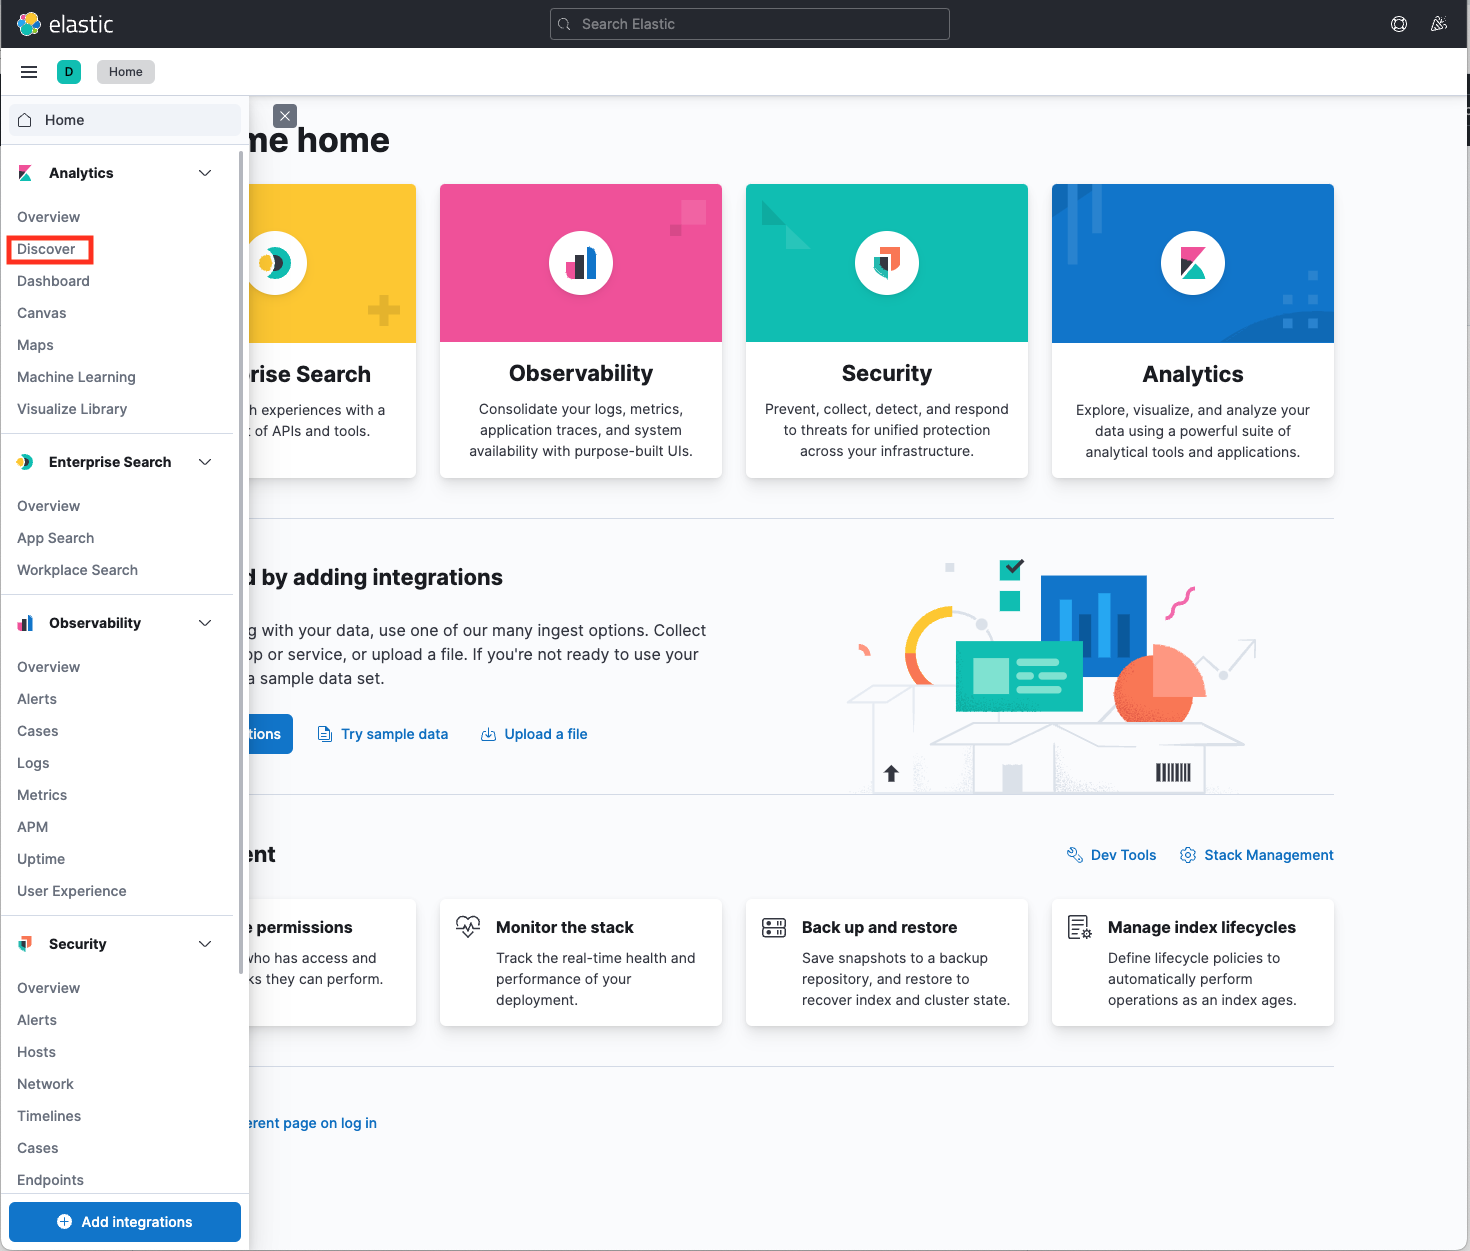 elastic
Search Elastic
D
Home
Home
me home
Analytics
Overview
Discover
Dashboard
Canvas
Maps
Machine Learning
Visualize Library
Enterprise Search
Overview
App Search
Workplace Search
Observability
Overview
Alerts
Cases
Logs
Metrics
APM
Uptime
User Experience
Security
Overview
Alerts
Hosts
Network
Timelines
Cases
Endpoints
Add integrations
rise Search
h experiences with a
t of APIs and tools.
Observability
Consolidate your logs, metrics,
application traces, and system
availability with purpose-built UIs.
Security
Prevent, collect, detect, and respond
to threats for unified protection
across your infrastructure.
Analytics
Explore, visualize, and analyze your
data using a powerful suite of
analytical tools and applications.
d by adding integrations
g with your data, use one of our many ingest options. Collect
op or service, or upload a file. If you're not ready to use your
a sample data set.
tions
Try sample data
Upload a file
ent
Dev Tools
Stack Management
e permissions
who has access and
ks they can perform.
Monitor the stack
Track the real-time health and
performance of your
deployment.
Back up and restore
Save snapshots to a backup
repository, and restore to
recover index and cluster state.
Manage index lifecycles
Define lifecycle policies to
automatically perform
operations as an index ages.
erent page on log in